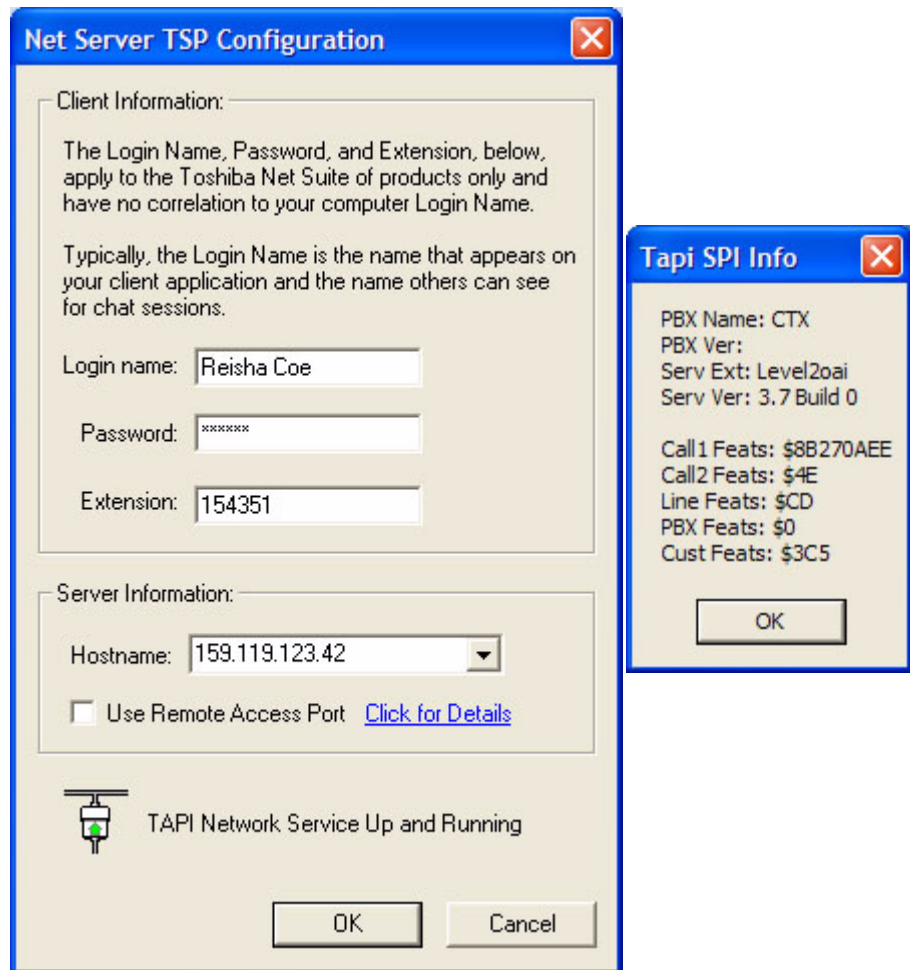 Net Server TSP Configuration
Client Information:
The Login Name, Password, and Extension, below,
apply to the Toshiba Net Suite of products only and
have no correlation to your computer Login Name.
Typically, the Login Name is the name that appears on
your client application and the name others can see
for chat sessions.
Login name: Reisha Coe
Password: ******
Extension: 154351
Server Information:
Hostname: 159.119.123.42
Use Remote Access Port Click for Details
TAPI Network Service Up and Running
OK Cancel
Tapi SPI Info
PBX Name: CTX
PBX Ver:
Serv Ext: Level2oai
Serv Ver: 3.7 Build 0
Call1 Feats: $8B270AEE
Call2 Feats: $4E
Line Feats: $CD
PBX Feats: $0
Cust Feats: $3C5
OK